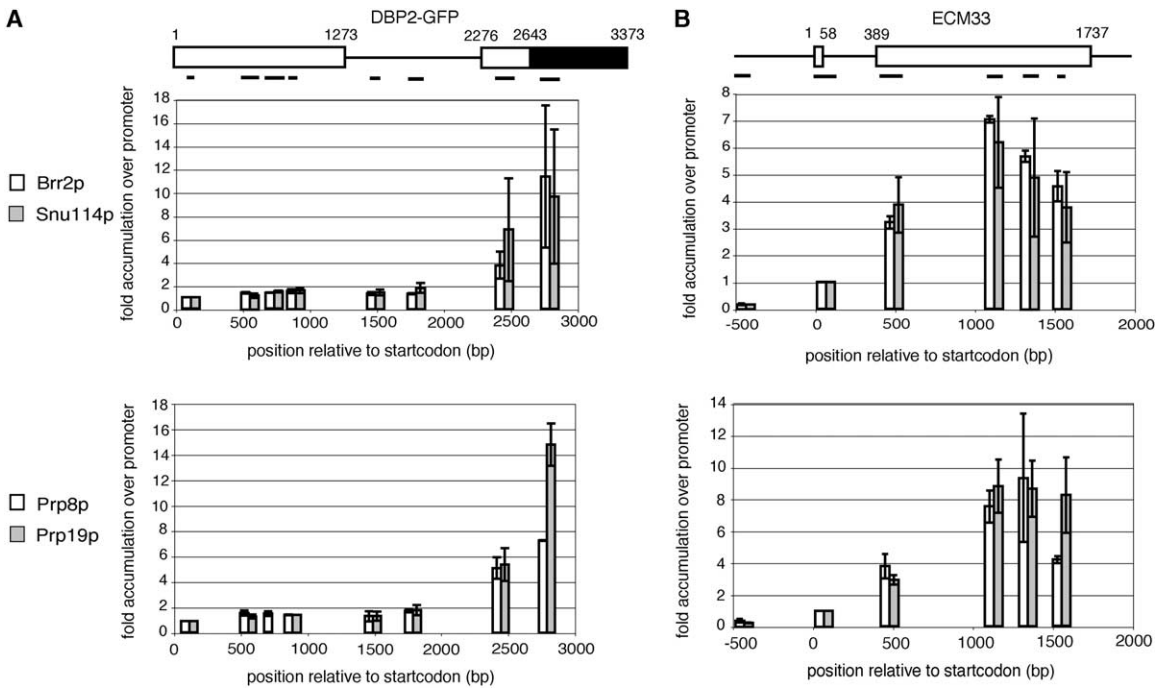 A
DBP2-GFP
1 1273 2276 2643 3373
fold accumulation over promoter
18
16
14
12
10
8
6
4
2
0
0 500 1000 1500 2000 2500 3000
position relative to startcodon (bp)
Brr2p
Snu114p
B
ECM33
1 58 389 1737
fold accumulation over promoter
8
7
6
5
4
3
2
1
0
-500 0 500 1000 1500 2000
position relative to startcodon (bp)
fold accumulation over promoter
18
16
14
12
10
8
6
4
2
0
0 500 1000 1500 2000 2500 3000
position relative to startcodon (bp)
Prp8p
Prp19p
fold accumulation over promoter
14
12
10
8
6
4
2
0
-500 0 500 1000 1500 2000
position relative to startcodon (bp)